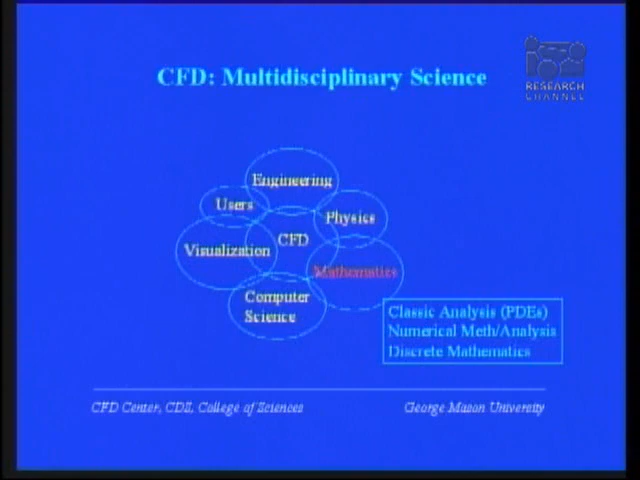 CFD: Multidisciplinary Science
RESEARCH
CHANNEL
Engineering
Users
Physics
CFD
Visualization
Mathematics
Computer
Science
Classic Analysis (PDEs)
Numerical Meth/Analysis
Discrete Mathematics
CFD Center, CDS, College of Sciences
George Mason University